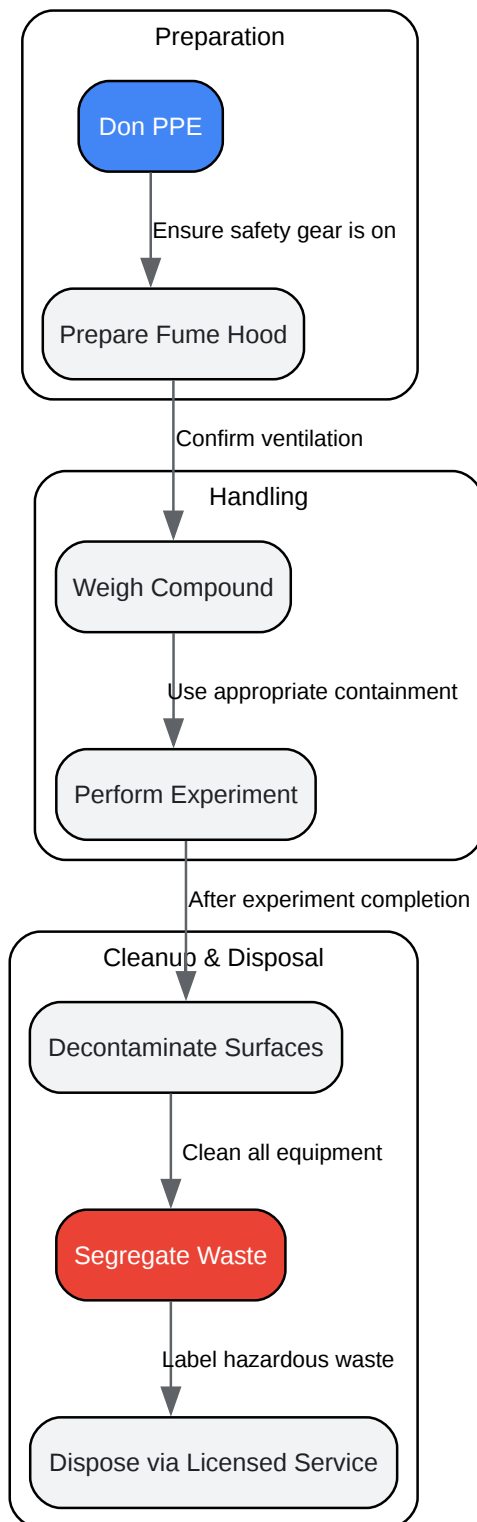 Preparation
Don PPE
Ensure safety gear is on
Prepare Fume Hood
Confirm ventilation
Handling
Weigh Compound
Use appropriate containment
Perform Experiment
After experiment completion
Cleanup & Disposal
Decontaminate Surfaces
Clean all equipment
Segregate Waste
Label hazardous waste
Dispose via Licensed Service